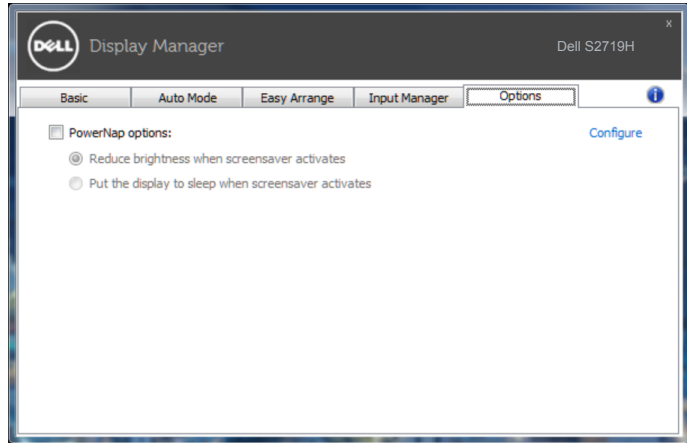 x
DELL Display Manager Dell S2719H
Basic Auto Mode Easy Arrange Input Manager Options i
PowerNap options: Configure
Reduce brightness when screensaver activates
Put the display to sleep when screensaver activates